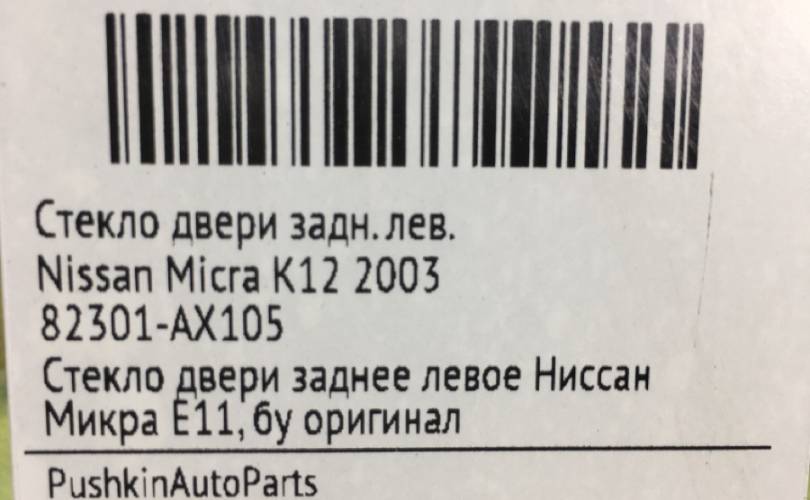 Стекло двери задн.лев.
Nissan Micra K12 2003
82301-AX105
Стекло двери заднее левое Ниссан
Микра E11, бу оригинал
PushkinAutoParts